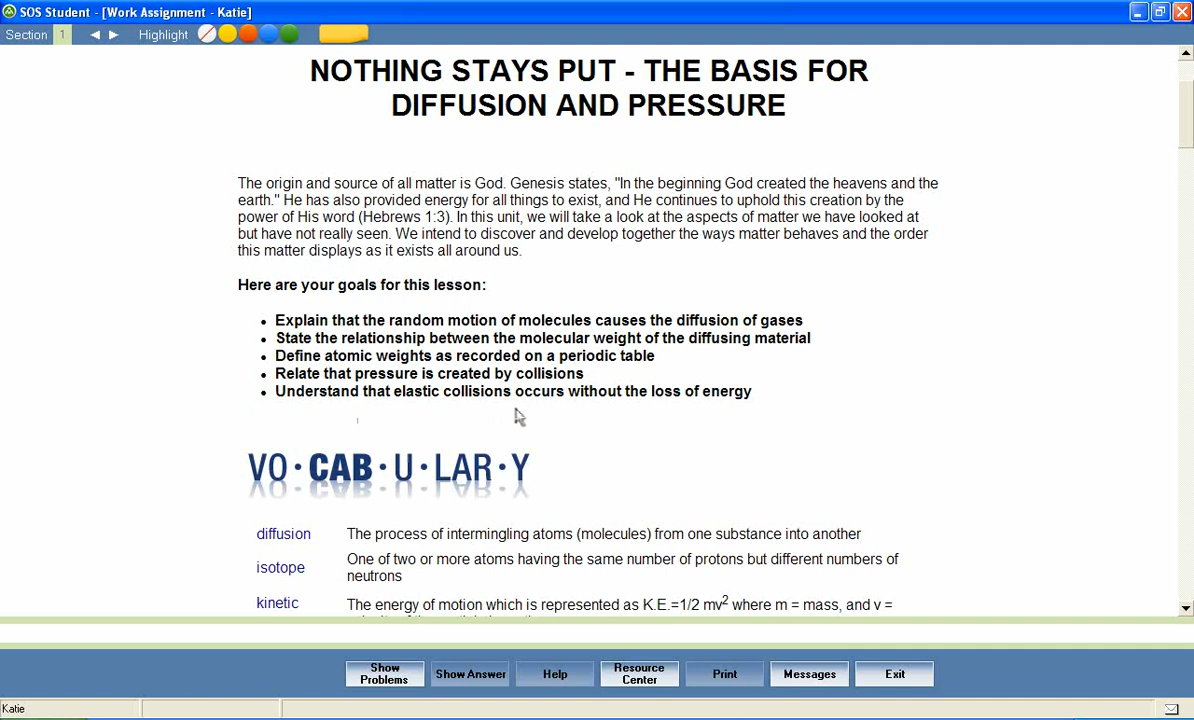 SOS Student - [Work Assignment - Katie]
Section 1 Highlight
NOTHING STAYS PUT - THE BASIS FOR
DIFFUSION AND PRESSURE
The origin and source of all matter is God. Genesis states, "In the beginning God created the heavens and the
earth." He has also provided energy for all things to exist, and He continues to uphold this creation by the
power of His word (Hebrews 1:3). In this unit, we will take a look at the aspects of matter we have looked at
but have not really seen. We intend to discover and develop together the ways matter behaves and the order
this matter displays as it exists all around us.
Here are your goals for this lesson:
• Explain that the random motion of molecules causes the diffusion of gases
• State the relationship between the molecular weight of the diffusing material
• Define atomic weights as recorded on a periodic table
• Relate that pressure is created by collisions
• Understand that elastic collisions occurs without the loss of energy
VO·CAB·U·LAR·Y
diffusion The process of intermingling atoms (molecules) from one substance into another
isotope One of two or more atoms having the same number of protons but different numbers of
neutrons
kinetic The energy of motion which is represented as K.E.=1/2 mv² where m = mass, and v =
Show Problems Show Answer Help Resource Center Print Messages Exit
Katie